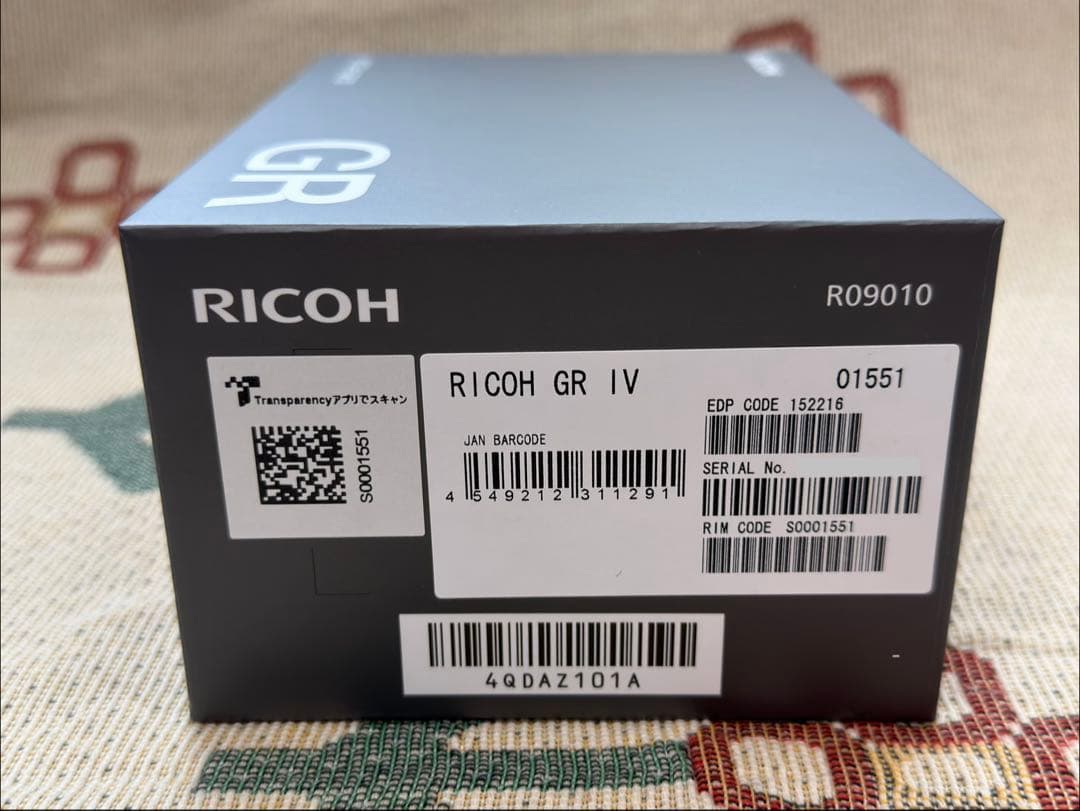 GR
RICOH
R09010
Transparencyアプリでスキャン
S0001551
RICOH GR IV
01551
EDP CODE 152216
JAN BARCODE
4 549212 311291
SERIAL No.
RIM CODE S0001551
4QDAZ101A